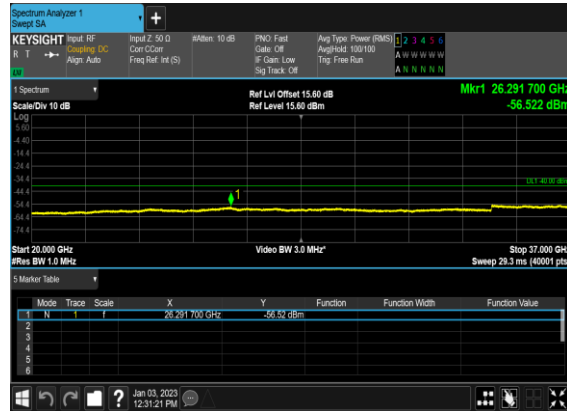 Spectrum Analyzer 1
Swept SA
KEYSIGHT
R T
LW
Input: RF
Coupling: DC
Align: Auto
Input Z: 50 Ω
Corr CCorr
Freq Ref: Int (S)
#Atten: 10 dB
PNO: Fast
Gate: Off
IF Gain: Low
Sig Track: Off
Avg Type: Power (RMS)
Avg|Hold: 100/100
Trig: Free Run
1 2 3 4 5 6
A W W W W W
A N N N N N
1 Spectrum
Scale/Div 10 dB
Ref Lvl Offset 15.60 dB
Ref Level 15.60 dBm
Mkr1 26.291 700 GHz
-56.522 dBm
Log
5.60
-4.40
-14.4
-24.4
-34.4
-44.4
-54.4
-64.4
-74.4
DL1 -40.00 dBm
1
Start 20.000 GHz
#Res BW 1.0 MHz
Video BW 3.0 MHz*
Stop 37.000 GHz
Sweep 29.3 ms (40001 pts)
5 Marker Table
Mode Trace Scale X Y Function Function Width Function Value
1 N 1 f 26.291 700 GHz -56.52 dBm
2
3
4
5
6
Jan 03, 2023
12:31:21 PM